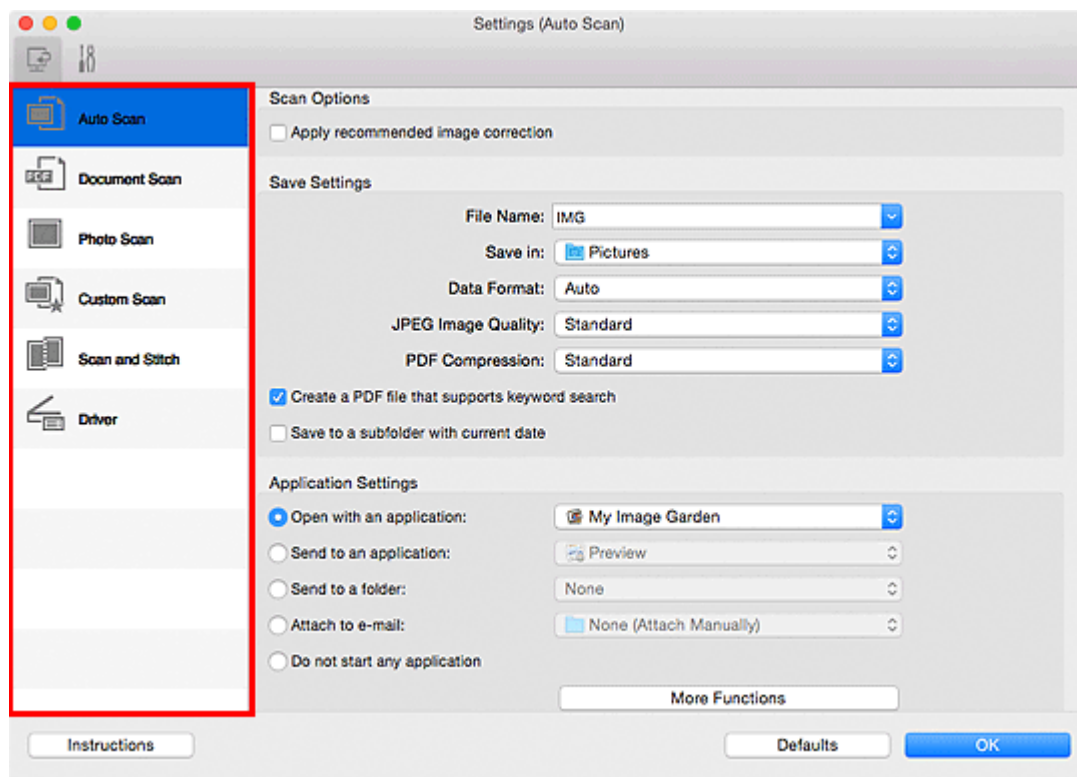 Settings (Auto Scan)
Auto Scan
Document Scan
Photo Scan
Custom Scan
Scan and Stitch
Driver
Scan Options
Apply recommended image correction
Save Settings
File Name: IMG
Save in: Pictures
Data Format: Auto
JPEG Image Quality: Standard
PDF Compression: Standard
Create a PDF file that supports keyword search
Save to a subfolder with current date
Application Settings
Open with an application: My Image Garden
Send to an application: Preview
Send to a folder: None
Attach to e-mail: None (Attach Manually)
Do not start any application
More Functions
Instructions Defaults OK